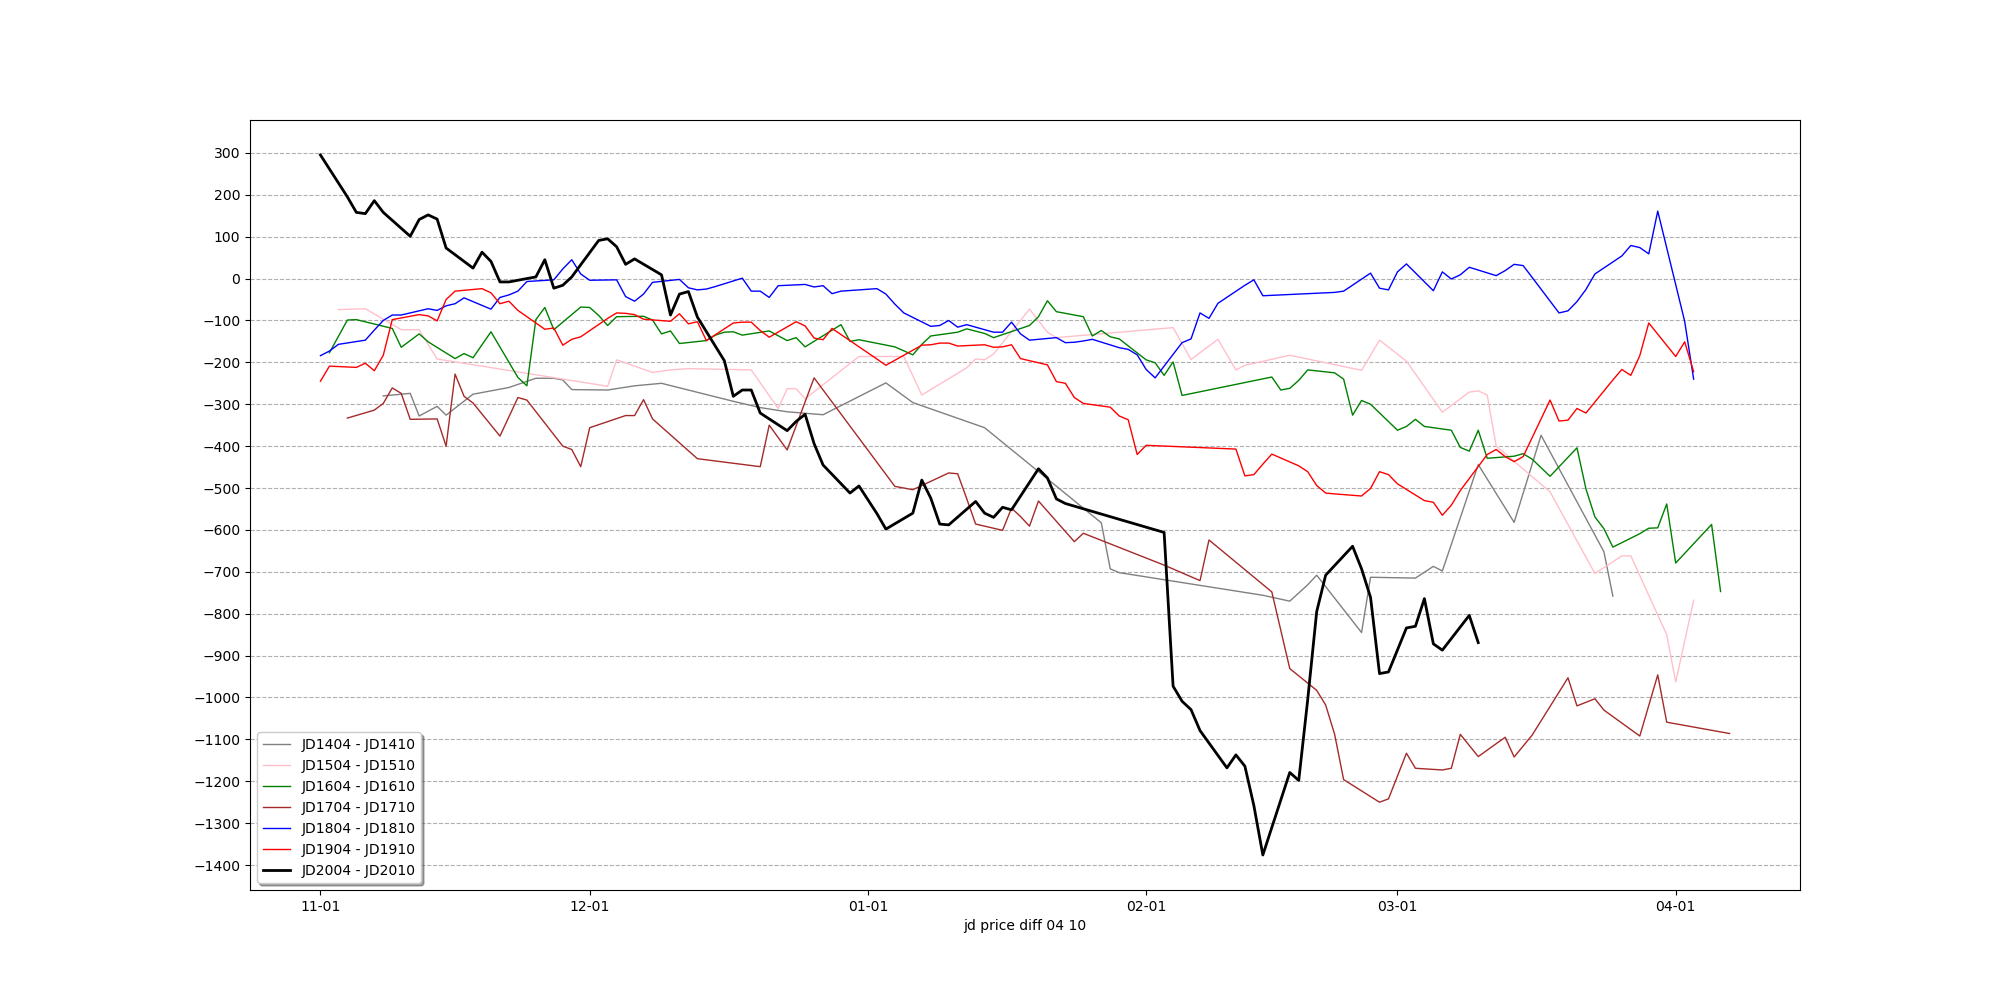 300
200
100
0
−100
−200
−300
−400
−500
−600
−700
−800
−900
−1000
−1100
−1200
−1300
−1400
JD1404 - JD1410
JD1504 - JD1510
JD1604 - JD1610
JD1704 - JD1710
JD1804 - JD1810
JD1904 - JD1910
JD2004 - JD2010
11-01 12-01 01-01 02-01 03-01 04-01
jd price diff 04 10